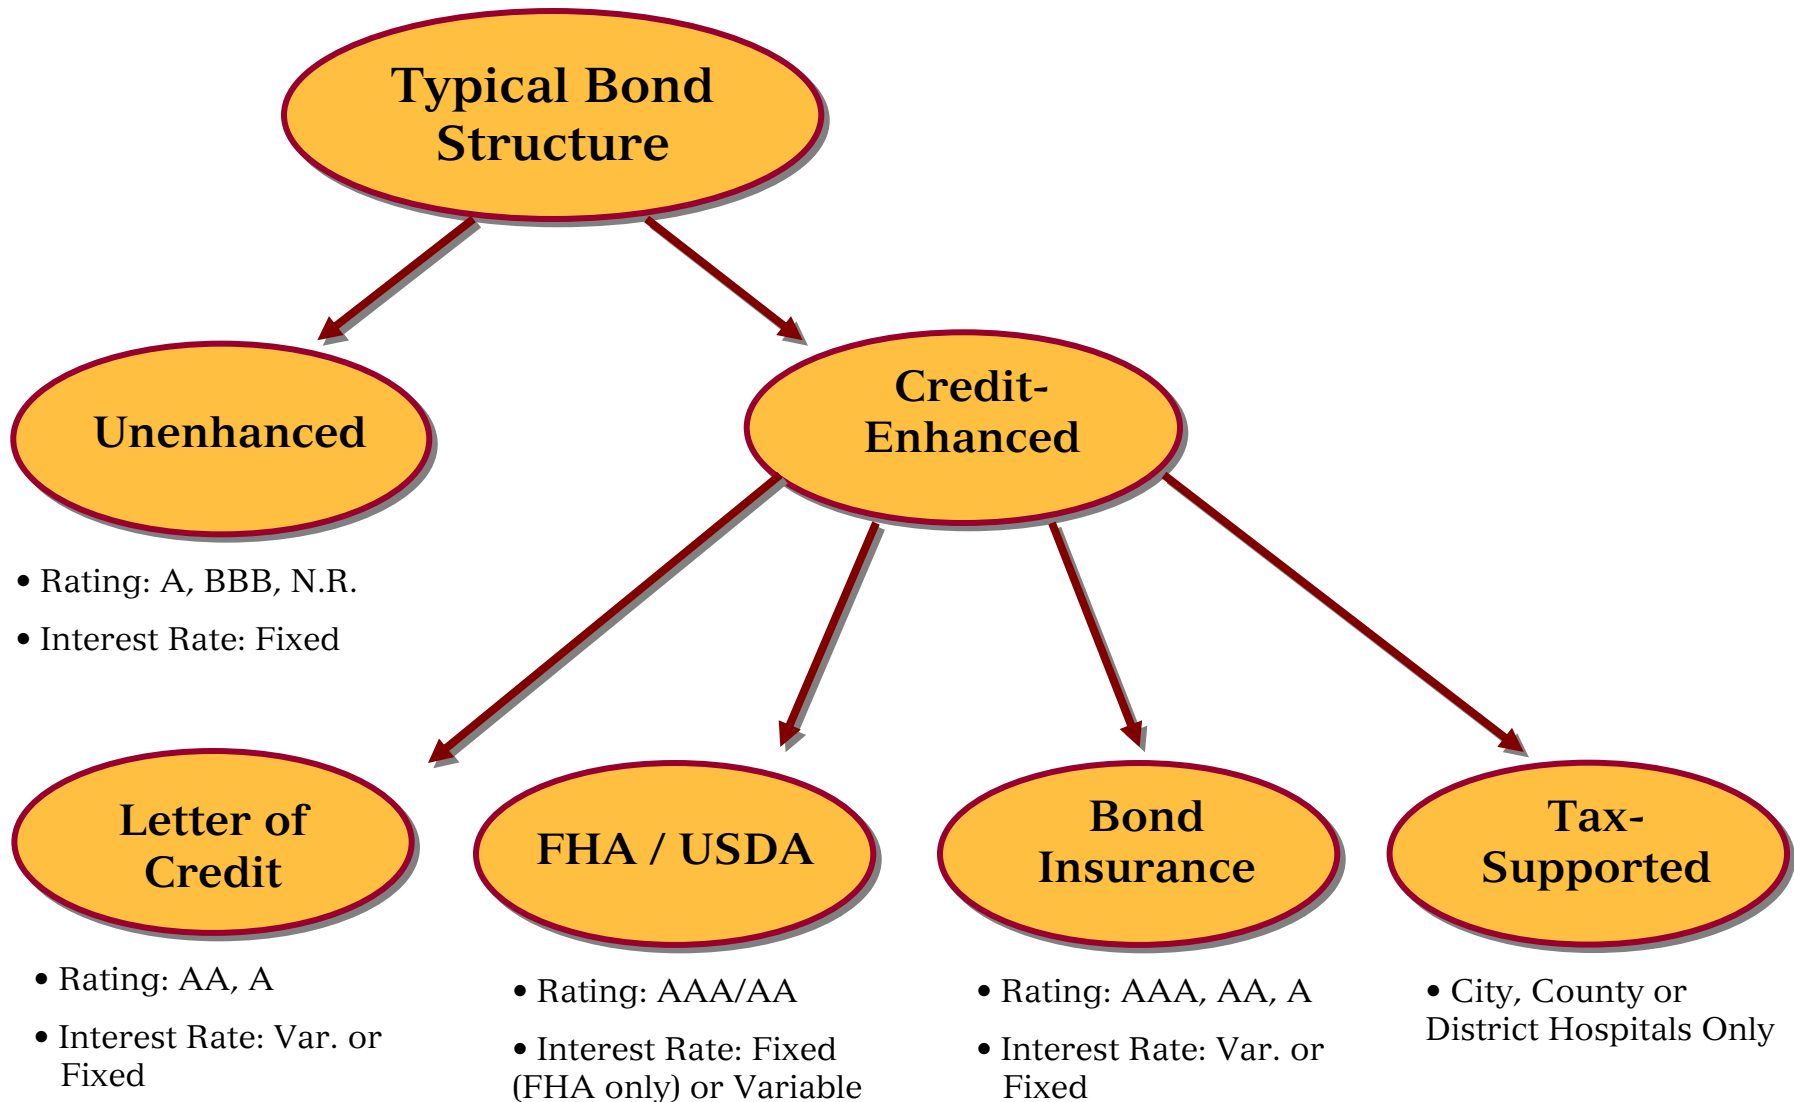 Typical Bond
Structure
Unenhanced
Credit-
Enhanced
• Rating: A, BBB, N.R.
• Interest Rate: Fixed
Letter of
Credit
FHA / USDA
Bond
Insurance
Tax-
Supported
• Rating: AA, A
• Interest Rate: Var. or
Fixed
• Rating: AAA/AA
• Interest Rate: Fixed
(FHA only) or Variable
• Rating: AAA, AA, A
• Interest Rate: Var. or
Fixed
• City, County or
District Hospitals Only